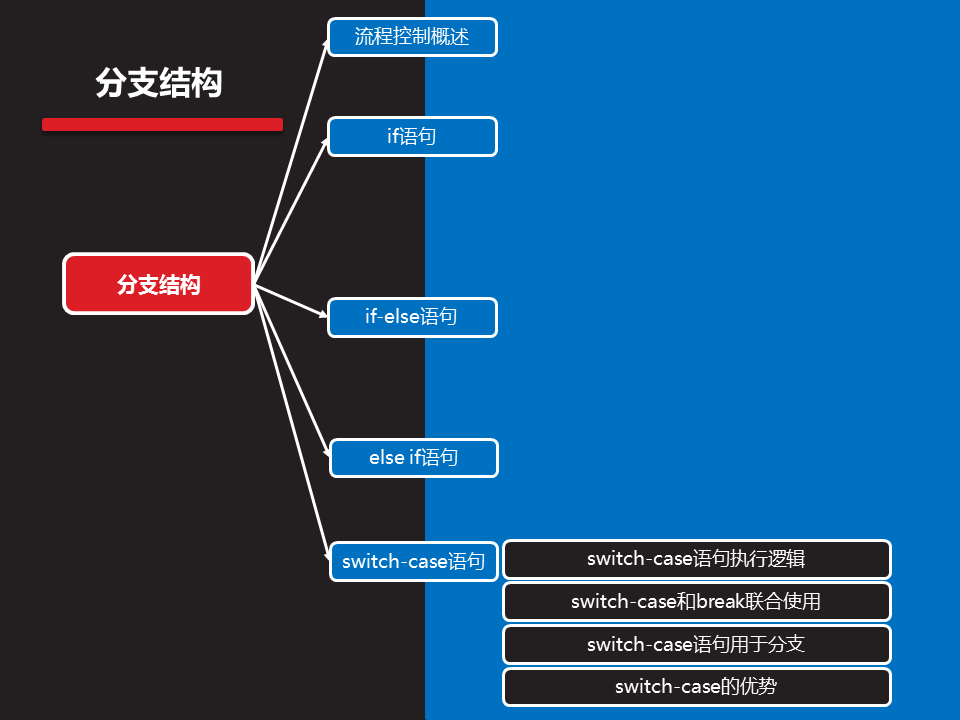 分支结构
流程控制概述
if语句
分支结构
if-else语句
else if语句
switch-case语句
switch-case语句执行逻辑
switch-case和break联合使用
switch-case语句用于分支
switch-case的优势